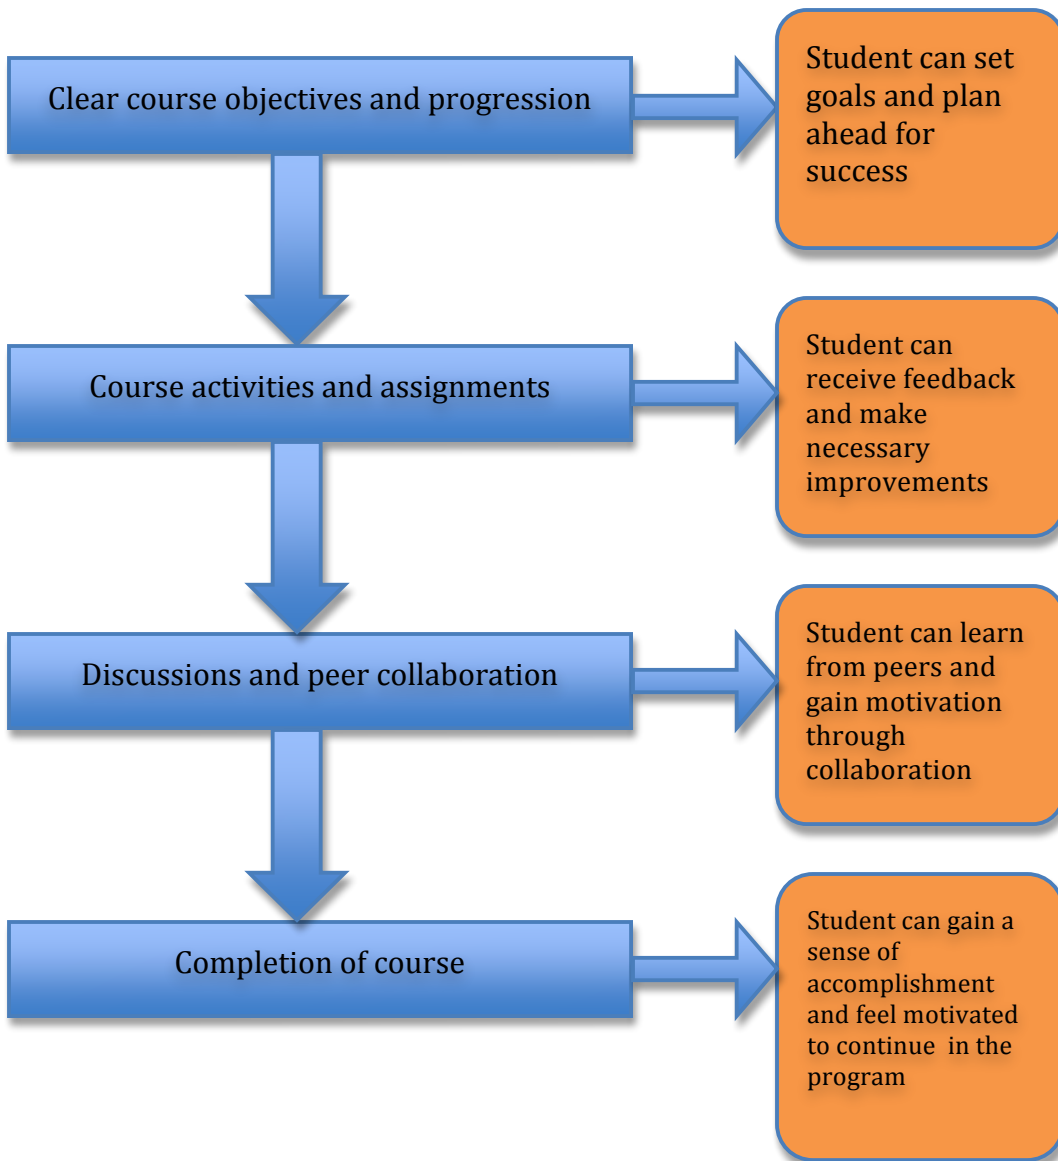 Clear course objectives and progression
Student can set
goals and plan
ahead for
success
Course activities and assignments
Student can
receive feedback
and make
necessary
improvements
Discussions and peer collaboration
Student can learn
from peers and
gain motivation
through
collaboration
Completion of course
Student can gain a
sense of
accomplishment
and feel motivated
to continue  in the
program